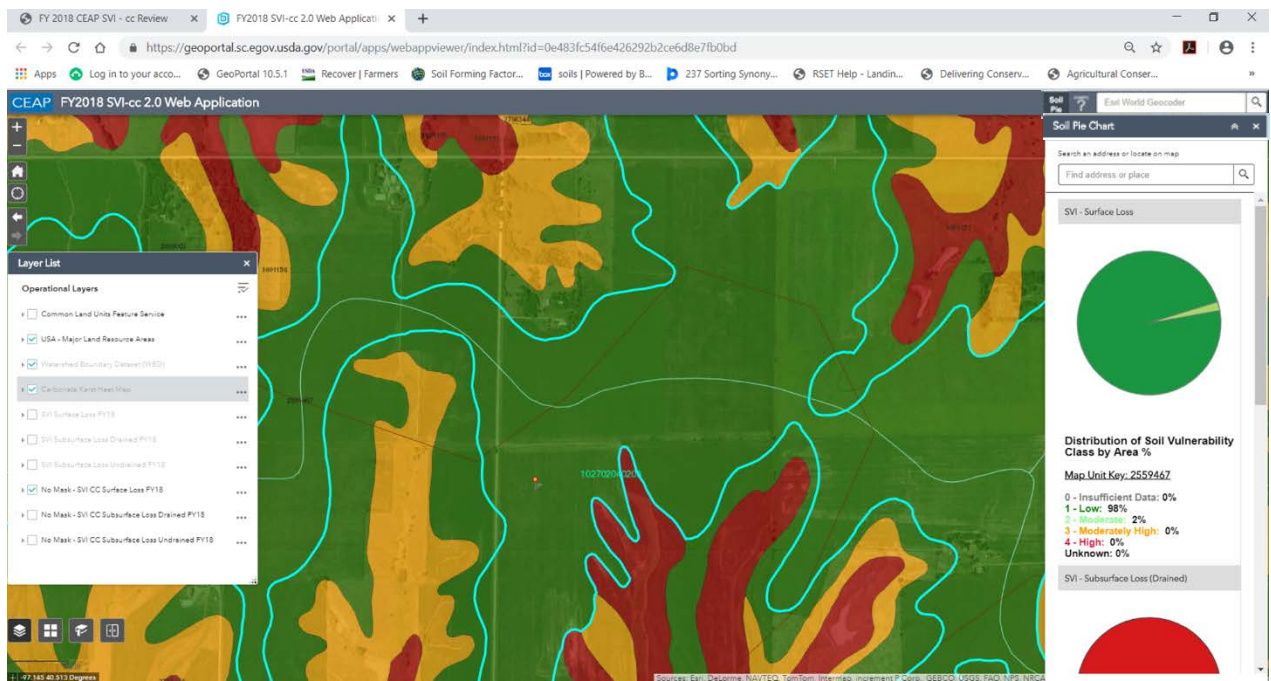 FY 2018 CEAP SVI - cc Review
FY2018 SVI-cc 2.0 Web Applicati
https://geoportal.sc.egov.usda.gov/portal/apps/webappviewer/index.html?id=0e483fc54f6e426292b2ce6d8e7fb0bd
Apps Log in to your acco... GeoPortal 10.5.1 Recover | Farmers Soil Forming Factor... box soils | Powered by B... 237 Sorting Synony... RSET Help - Landin... Delivering Conserv... Agricultural Conser... »
CEAP FY2018 SVI-cc 2.0 Web Application
Soil Pie ? Esri World Geocoder
Soil Pie Chart
Search an address or locate on map
Find address or place
SVI - Surface Loss
Distribution of Soil Vulnerability
Class by Area %
Map Unit Key: 2559467
0 - Insufficient Data: 0%
1 - Low: 98%
2 - Moderate: 2%
3 - Moderately High: 0%
4 - High: 0%
Unknown: 0%
SVI - Subsurface Loss (Drained)
Layer List
Operational Layers
Common Land Units Feature Service
USA - Major Land Resource Areas
Watershed Boundary Dataset (WBD)
Carbonate Karst Heat Map
SVI Surface Loss FY18
SVI Subsurface Loss Drained FY18
SVI Subsurface Loss Undrained FY18
No Mask - SVI CC Surface Loss FY18
No Mask - SVI CC Subsurface Loss Drained FY18
No Mask - SVI CC Subsurface Loss Undrained FY18
102702040203
-97.145 40.513 Degrees
Sources: Esri, DeLorme, NAVTEQ, TomTom, Intermap, increment P Corp., GEBCO, USGS, FAO, NPS, NRCA